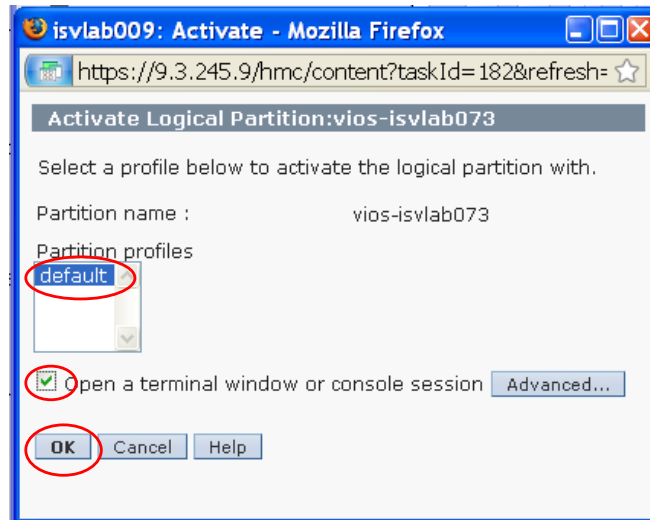 isvlab009: Activate - Mozilla Firefox
https://9.3.245.9/hmc/content?taskId=182&refresh=
Activate Logical Partition:vios-isvlab073
Select a profile below to activate the logical partition with.
Partition name : vios-isvlab073
Partition profiles
default
Open a terminal window or console session Advanced...
OK Cancel Help